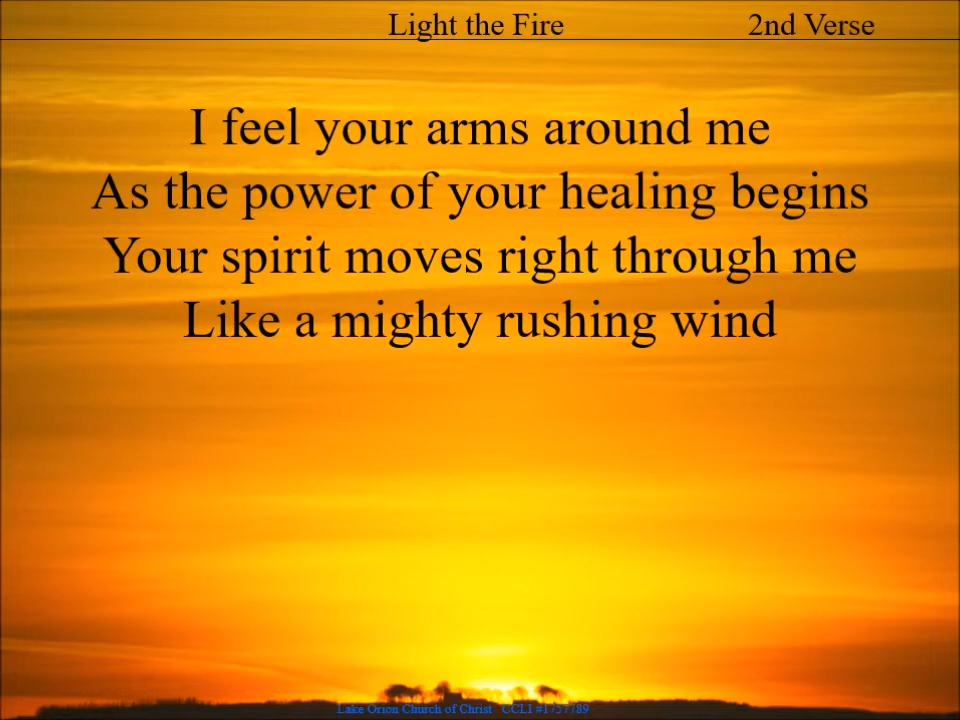 Light the Fire 2nd Verse
I feel your arms around me
As the power of your healing begins
Your spirit moves right through me
Like a mighty rushing wind
Lake Orion Church of Christ CCLI #1757789